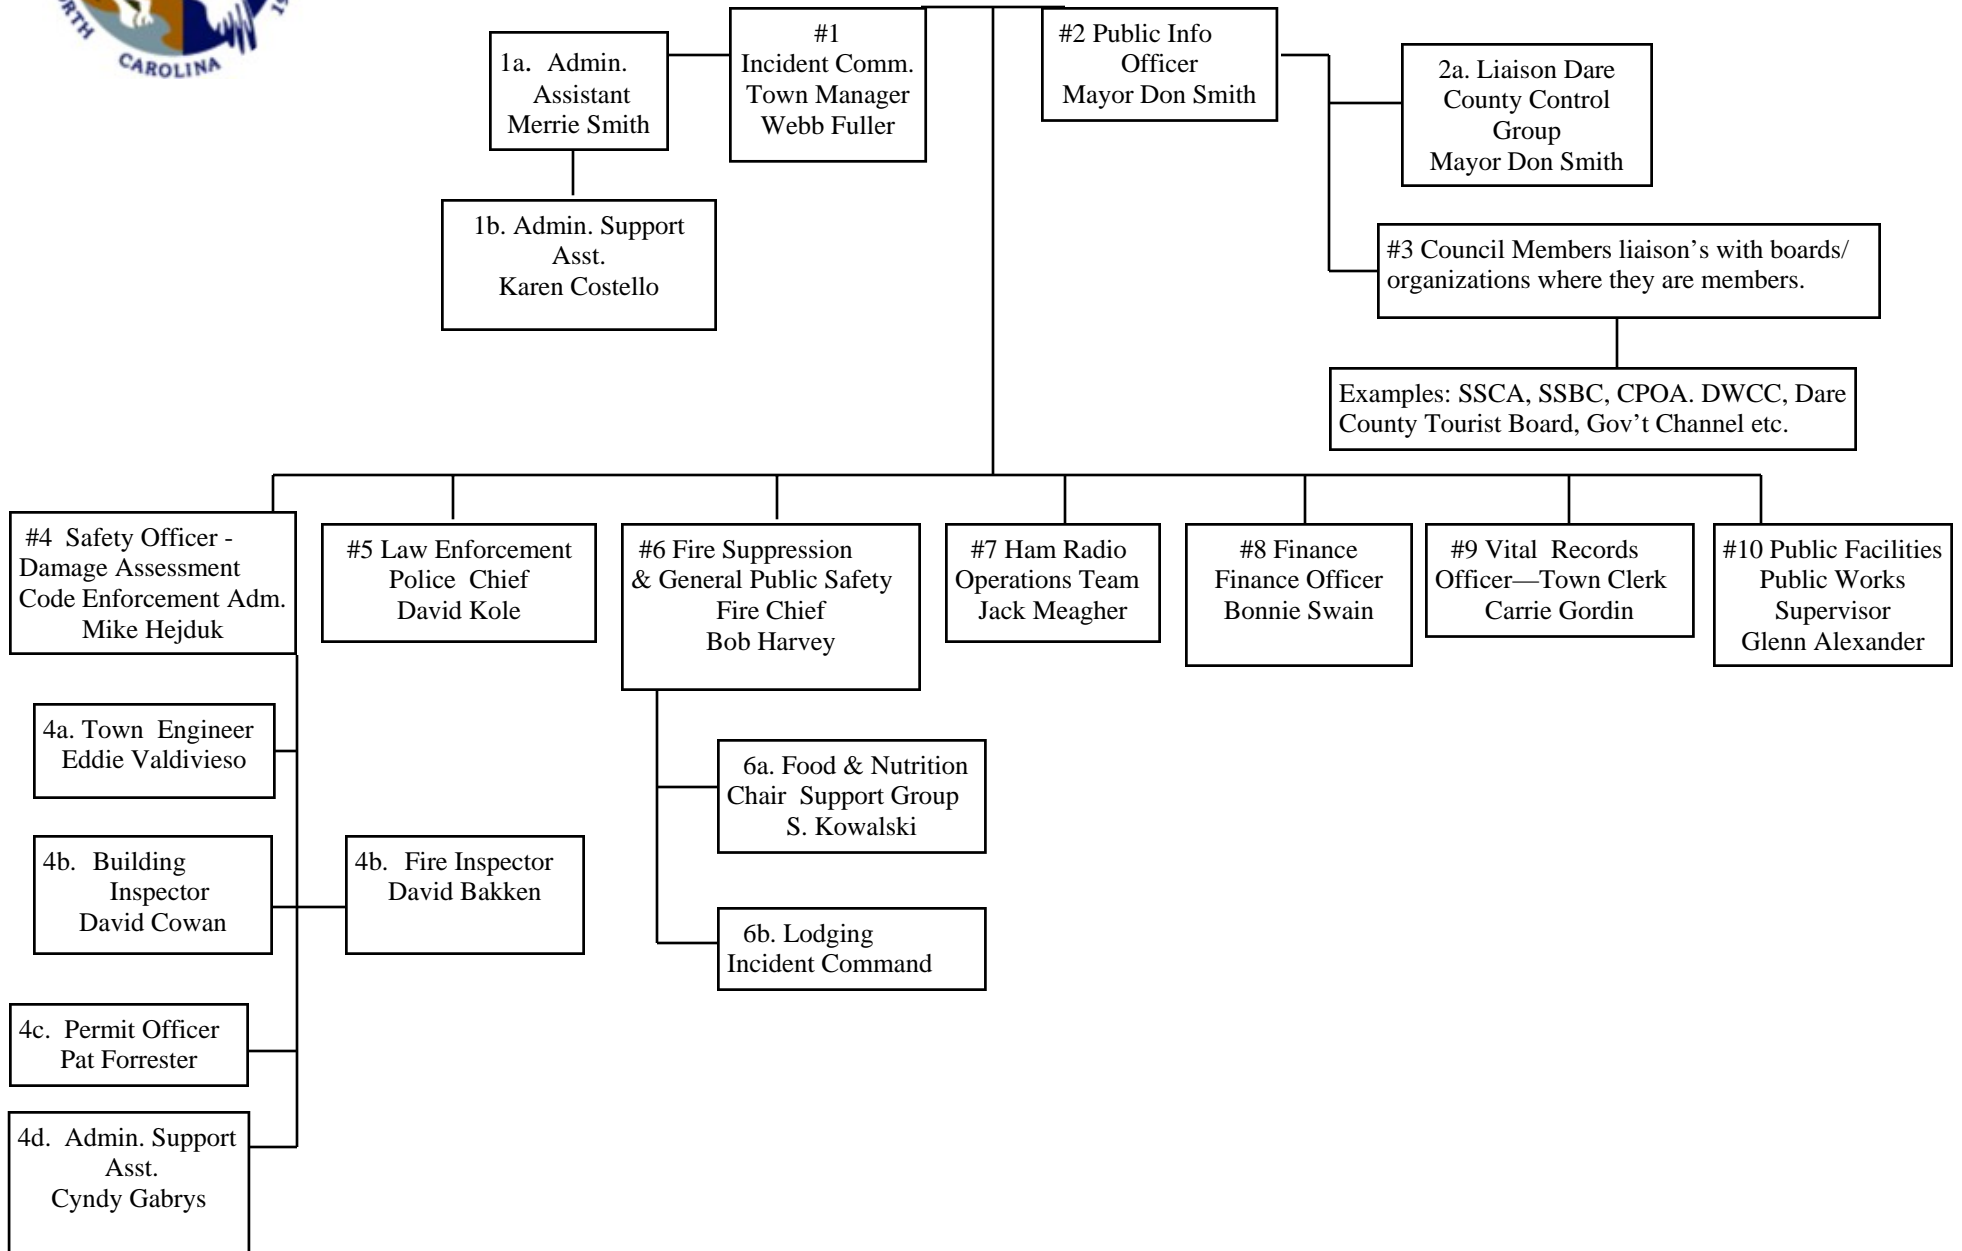 CAROLINA
#1
Incident Comm.
Town Manager
Webb Fuller
1a. Admin.
Assistant
Merrie Smith
1b. Admin. Support
Asst.
Karen Costello
#2 Public Info
Officer
Mayor Don Smith
2a. Liaison Dare
County Control
Group
Mayor Don Smith
#3 Council Members liaison's with boards/
organizations where they are members.
Examples: SSCA, SSBC, CPOA. DWCC, Dare
County Tourist Board, Gov't Channel etc.
#4 Safety Officer -
Damage Assessment
Code Enforcement Adm.
Mike Hejduk
4a. Town Engineer
Eddie Valdivieso
4b. Building
Inspector
David Cowan
4b. Fire Inspector
David Bakken
4c. Permit Officer
Pat Forrester
4d. Admin. Support
Asst.
Cyndy Gabrys
#5 Law Enforcement
Police Chief
David Kole
#6 Fire Suppression
& General Public Safety
Fire Chief
Bob Harvey
6a. Food & Nutrition
Chair Support Group
S. Kowalski
6b. Lodging
Incident Command
#7 Ham Radio
Operations Team
Jack Meagher
#8 Finance
Finance Officer
Bonnie Swain
#9 Vital Records
Officer—Town Clerk
Carrie Gordin
#10 Public Facilities
Public Works
Supervisor
Glenn Alexander